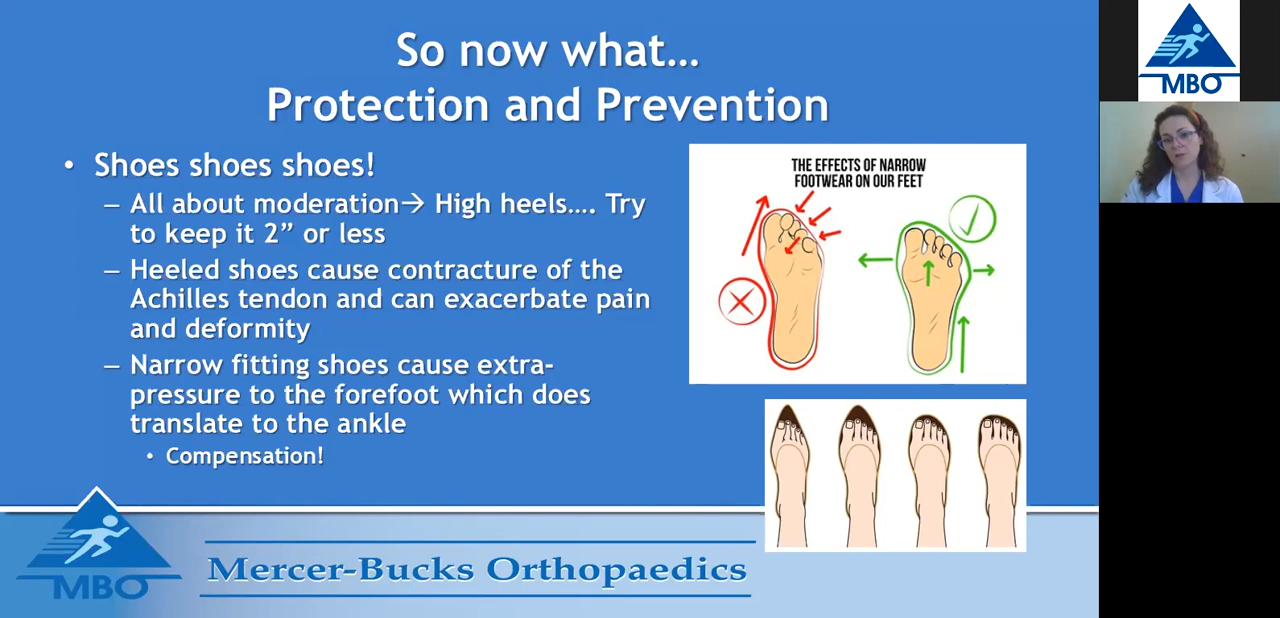 So now what...
Protection and Prevention
• Shoes shoes shoes!
– All about moderation→ High heels.... Try
to keep it 2” or less
– Heeled shoes cause contracture of the
Achilles tendon and can exacerbate pain
and deformity
– Narrow fitting shoes cause extra-
pressure to the forefoot which does
translate to the ankle
• Compensation!
THE EFFECTS OF NARROW
FOOTWEAR ON OUR FEET
MBO
Mercer-Bucks Orthopaedics
MBO